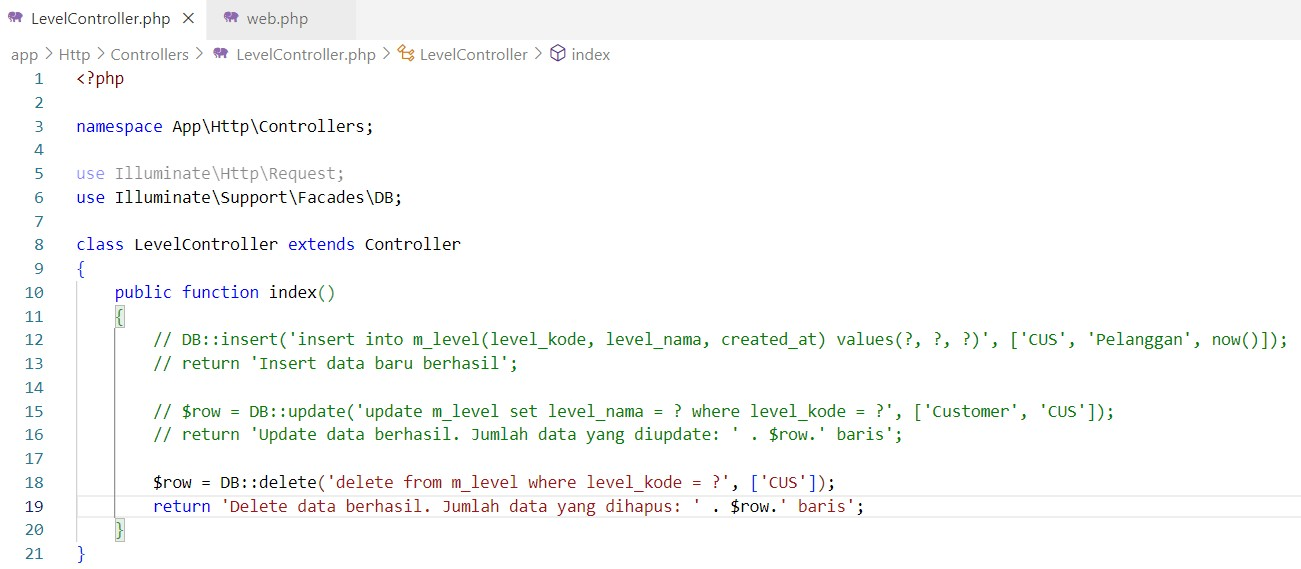 LevelController.php web.php
app > Http > Controllers > LevelController.php > LevelController > index
1 <?php
2
3 namespace App\Http\Controllers;
4
5 use Illuminate\Http\Request;
6 use Illuminate\Support\Facades\DB;
7
8 class LevelController extends Controller
9 {
10     public function index()
11     {
12         // DB::insert('insert into m_level(level_kode, level_nama, created_at) values(?, ?, ?)', ['CUS', 'Pelanggan', now()]);
13         // return 'Insert data baru berhasil';
14
15         // $row = DB::update('update m_level set level_nama = ? where level_kode = ?', ['Customer', 'CUS']);
16         // return 'Update data berhasil. Jumlah data yang diupdate: ' . $row.' baris';
17
18         $row = DB::delete('delete from m_level where level_kode = ?', ['CUS']);
19         return 'Delete data berhasil. Jumlah data yang dihapus: ' . $row.' baris';
20     }
21 }